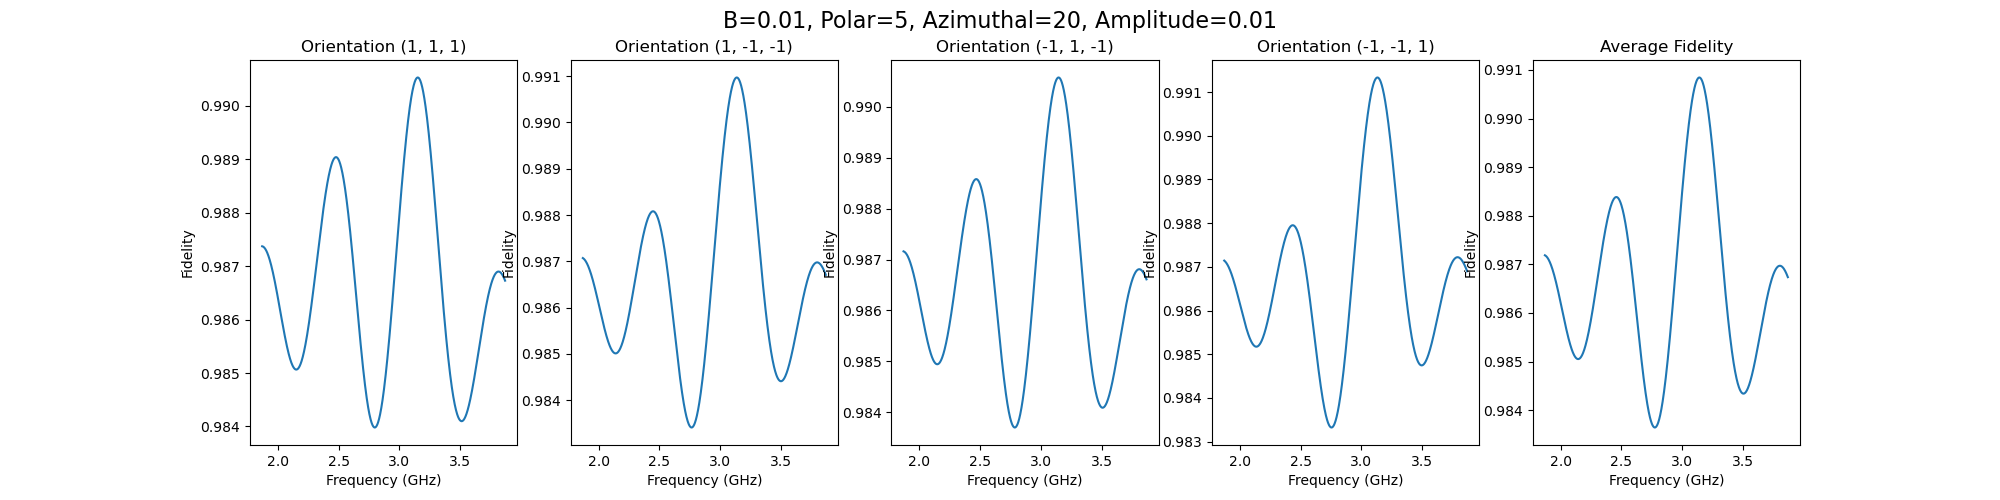 B=0.01, Polar=5, Azimuthal=20, Amplitude=0.01
Orientation (1, 1, 1)
Fidelity
0.990
0.989
0.988
0.987
0.986
0.985
0.984
2.0 2.5 3.0 3.5
Frequency (GHz)
Orientation (1, -1, -1)
Fidelity
0.991
0.990
0.989
0.988
0.987
0.986
0.985
0.984
2.0 2.5 3.0 3.5
Frequency (GHz)
Orientation (-1, 1, -1)
Fidelity
0.990
0.989
0.988
0.987
0.986
0.985
0.984
2.0 2.5 3.0 3.5
Frequency (GHz)
Orientation (-1, -1, 1)
Fidelity
0.991
0.990
0.989
0.988
0.987
0.986
0.985
0.984
0.983
2.0 2.5 3.0 3.5
Frequency (GHz)
Average Fidelity
Fidelity
0.991
0.990
0.989
0.988
0.987
0.986
0.985
0.984
2.0 2.5 3.0 3.5
Frequency (GHz)